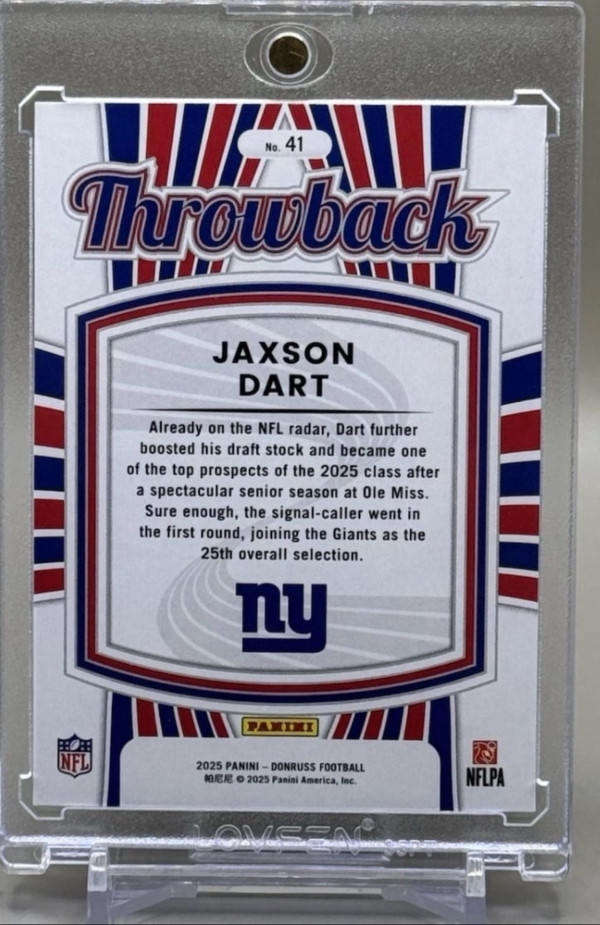 No. 41
Throwback
JAXSON
DART
Already on the NFL radar, Dart further
boosted his draft stock and became one
of the top prospects of the 2025 class after
a spectacular senior season at Ole Miss.
Sure enough, the signal-caller went in
the first round, joining the Giants as the
25th overall selection.
ny
PANINI
NFL
2025 PANINI – DONRUSS FOOTBALL
帕尼尼 © 2025 Panini America, Inc.
NFLPA